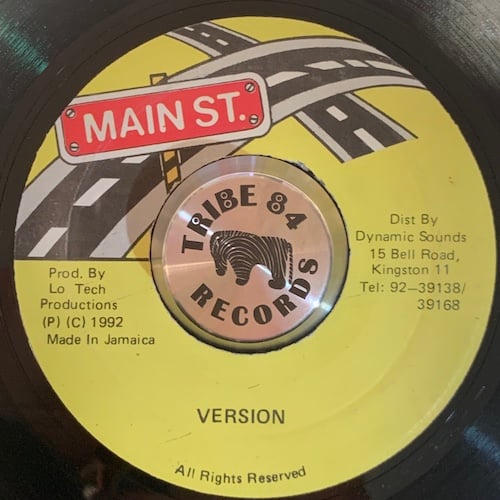 MAIN ST.
TRIBE 84
RECORDS
Prod. By
Lo Tech
Productions
(P) (C) 1992
Made In Jamaica
Dist By
Dynamic Sounds
15 Bell Road,
Kingston 11
Tel: 92—39138/
39168
VERSION
All Rights Reserved